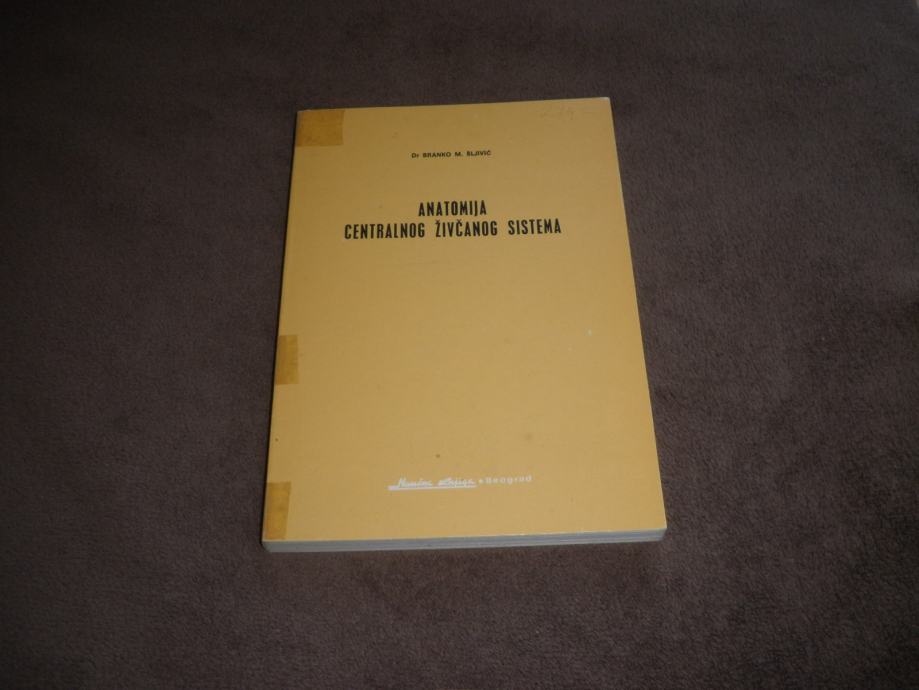 Dr BRANKO M. ŠLJIVIĆ
ANATOMIJA
CENTRALNOG ŽIVČANOG SISTEMA
Naučna knjiga • Beograd